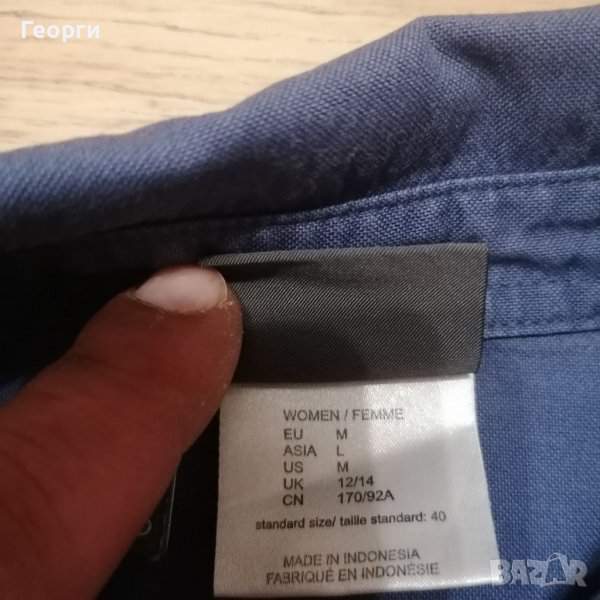 Георги
WOMEN / FEMME
EU M
ASIA L
US M
UK 12/14
CN 170/92A
standard size/ taille standard: 40
MADE IN INDONESIA
FABRIQUÉ EN INDONÉSIE
BAZAR